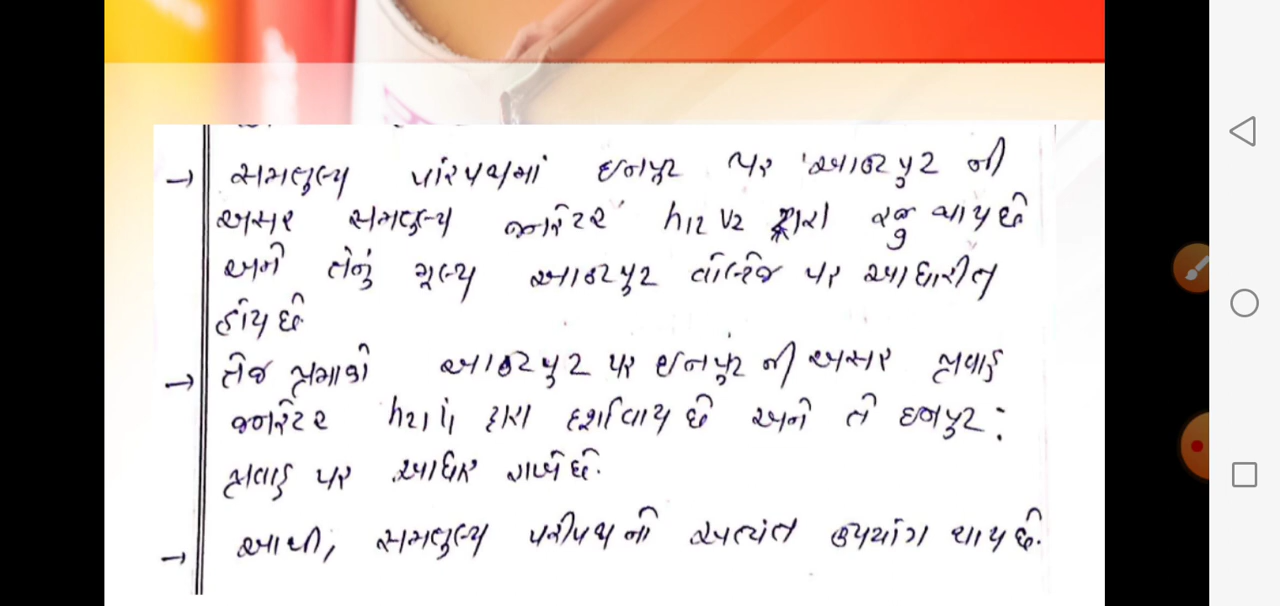 → સમતુલ્ય પરિપથમાં ઇનપુટ પર આઉટપુટ ની
અસર સમતુલ્ય જનરેટર h12 V2 દ્વારા રજુ થાય છે
અને તેનું મૂલ્ય આઉટપુટ વોલ્ટેજ પર આધારીત
હોય છે
→ તેજ પ્રમાણે આઉટપુટ પર ઇનપુટ ની અસર પ્રવાહ
જનરેટર h21 i1 દ્વારા દર્શાવાય છે અને તે ઇનપુટ:
પ્રવાહ પર આધાર રાખે છે.
→ આથી, સમતુલ્ય પરીપથ નો અત્યંત ઉપયોગ થાય છે.